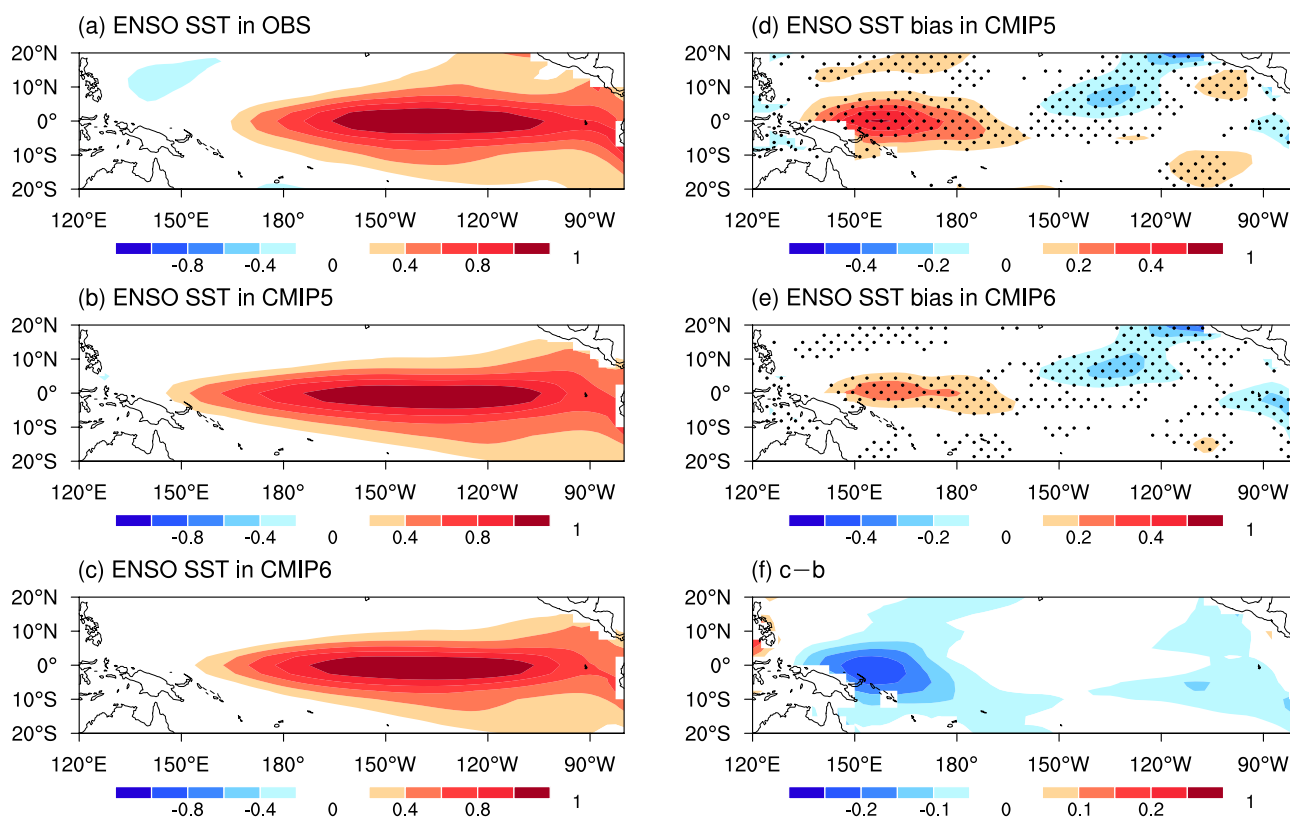 (a) ENSO SST in OBS
20°N
10°N
0°
10°S
20°S
120°E 150°E 180° 150°W 120°W 90°W
-0.8 -0.4 0 0.4 0.8 1
(b) ENSO SST in CMIP5
20°N
10°N
0°
10°S
20°S
120°E 150°E 180° 150°W 120°W 90°W
-0.8 -0.4 0 0.4 0.8 1
(c) ENSO SST in CMIP6
20°N
10°N
0°
10°S
20°S
120°E 150°E 180° 150°W 120°W 90°W
-0.8 -0.4 0 0.4 0.8 1
(d) ENSO SST bias in CMIP5
20°N
10°N
0°
10°S
20°S
120°E 150°E 180° 150°W 120°W 90°W
-0.4 -0.2 0 0.2 0.4 1
(e) ENSO SST bias in CMIP6
20°N
10°N
0°
10°S
20°S
120°E 150°E 180° 150°W 120°W 90°W
-0.4 -0.2 0 0.2 0.4 1
(f) c−b
20°N
10°N
0°
10°S
20°S
120°E 150°E 180° 150°W 120°W 90°W
-0.2 -0.1 0 0.1 0.2 1